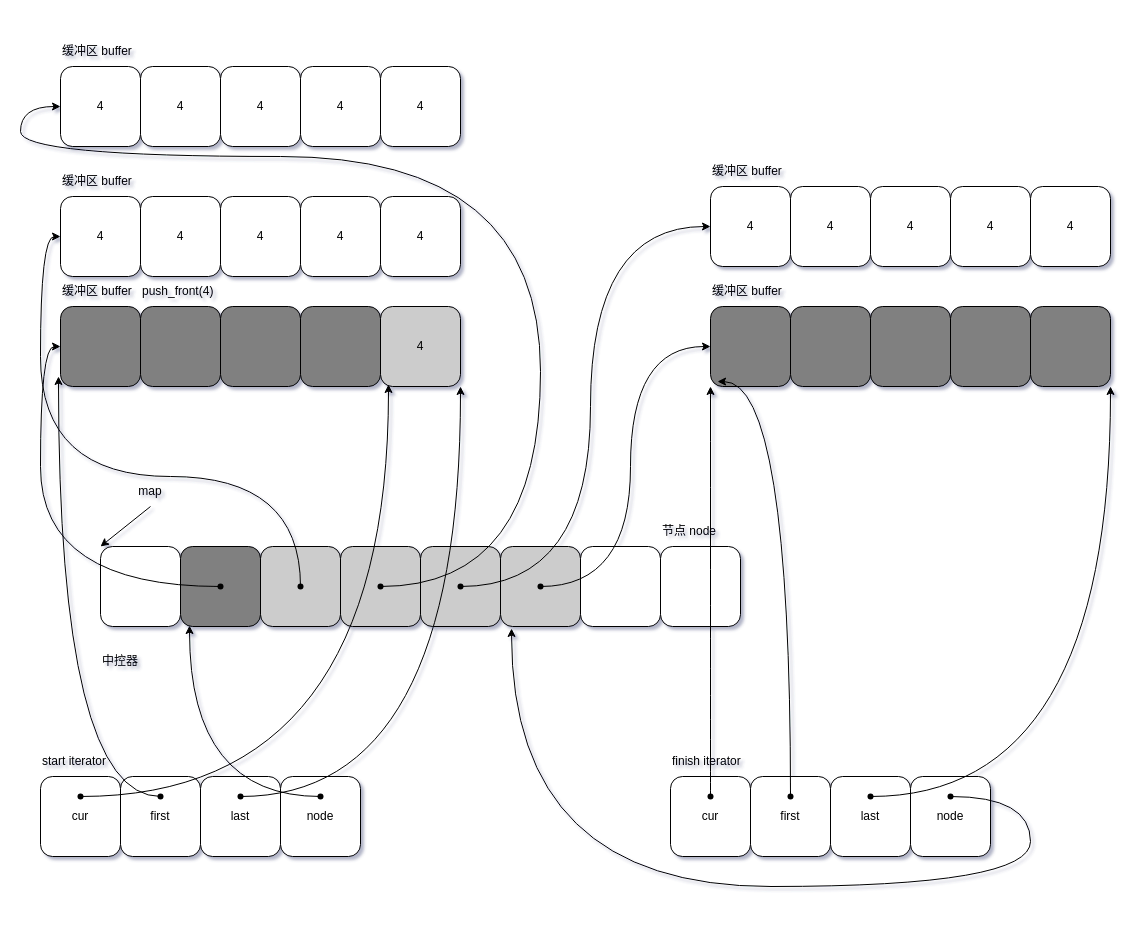 缓冲区 buffer
4 4 4 4 4
缓冲区 buffer
4 4 4 4 4
缓冲区 buffer
4 4 4 4 4
缓冲区 buffer push_front(4)
4
缓冲区 buffer
map
节点 node
中控器
start iterator
cur first last node
finish iterator
cur first last node